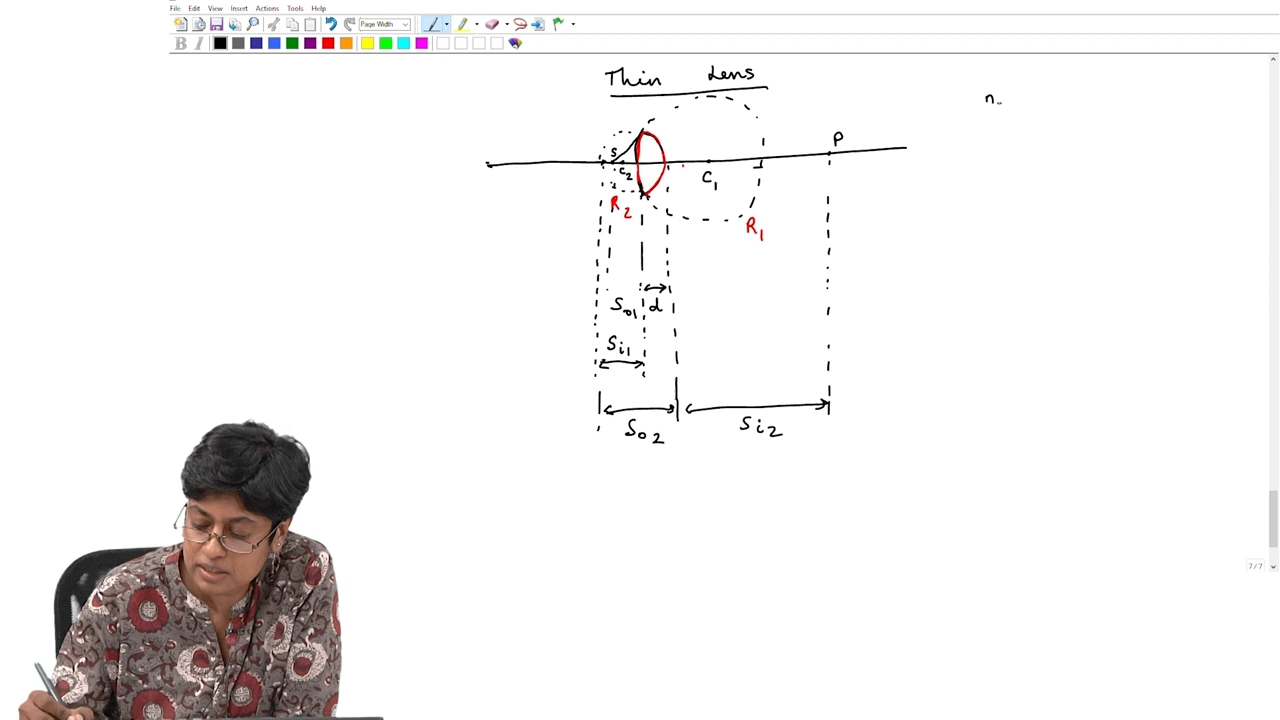 File Edit View Insert Actions Tools Help
Page Width
B I
Thin Lens
n
P
S
C2
C1
R2
R1
So1 d
Si1
So2 Si2
7/7